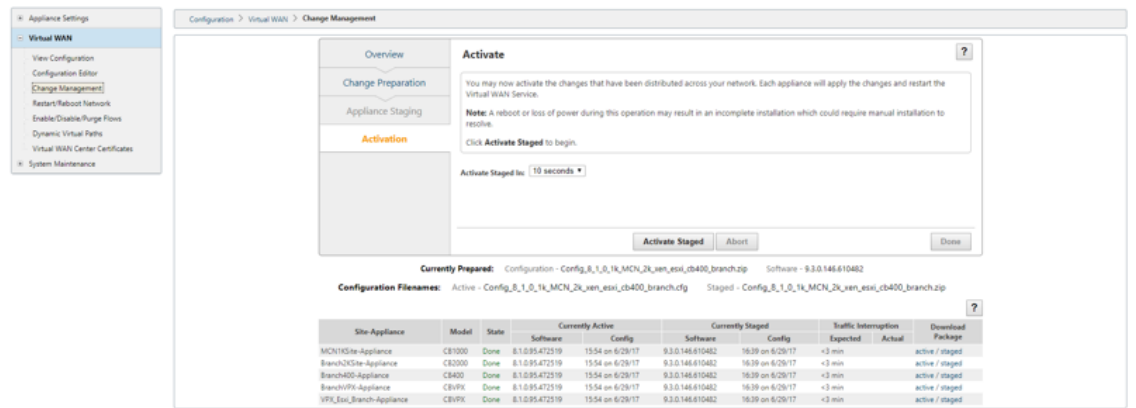 Appliance Settings
Virtual WAN
View Configuration
Configuration Editor
Change Management
Restart/Reboot Network
Enable/Disable/Purge Flows
Dynamic Virtual Paths
Virtual WAN Center Certificates
System Maintenance
Configuration > Virtual WAN > Change Management
Overview
Change Preparation
Appliance Staging
Activation
Activate
?
You may now activate the changes that have been distributed across your network. Each appliance will apply the changes and restart the
Virtual WAN Service.
Note: A reboot or loss of power during this operation may result in an incomplete installation which could require manual installation to
resolve.
Click Activate Staged to begin.
Activate Staged In: 10 seconds
Activate Staged Abort Done
Currently Prepared: Configuration - Config_8_1_0_1k_MCN_2k_xen_esxi_cb400_branch.zip Software - 9.3.0.146.610482
Configuration Filenames: Active - Config_8_1_0_1k_MCN_2k_xen_esxi_cb400_branch.cfg Staged - Config_8_1_0_1k_MCN_2k_xen_esxi_cb400_branch.zip
?
Site-Appliance Model State Currently Active Currently Staged Traffic Interruption Download Package
Software Config Software Config Expected Actual
MCN1KSite-Appliance CB1000 Done 8.1.0.95.472519 15:54 on 6/29/17 9.3.0.146.610482 16:39 on 6/29/17 <3 min active / staged
Branch2KSite-Appliance CB2000 Done 8.1.0.95.472519 15:54 on 6/29/17 9.3.0.146.610482 16:39 on 6/29/17 <3 min active / staged
Branch400-Appliance CB400 Done 8.1.0.95.472519 15:54 on 6/29/17 9.3.0.146.610482 16:39 on 6/29/17 <3 min active / staged
BranchVPX-Appliance CBVPX Done 8.1.0.95.472519 15:54 on 6/29/17 9.3.0.146.610482 16:39 on 6/29/17 <3 min active / staged
VPX_Esxi_Branch-Appliance CBVPX Done 8.1.0.95.472519 15:54 on 6/29/17 9.3.0.146.610482 16:39 on 6/29/17 <3 min active / staged